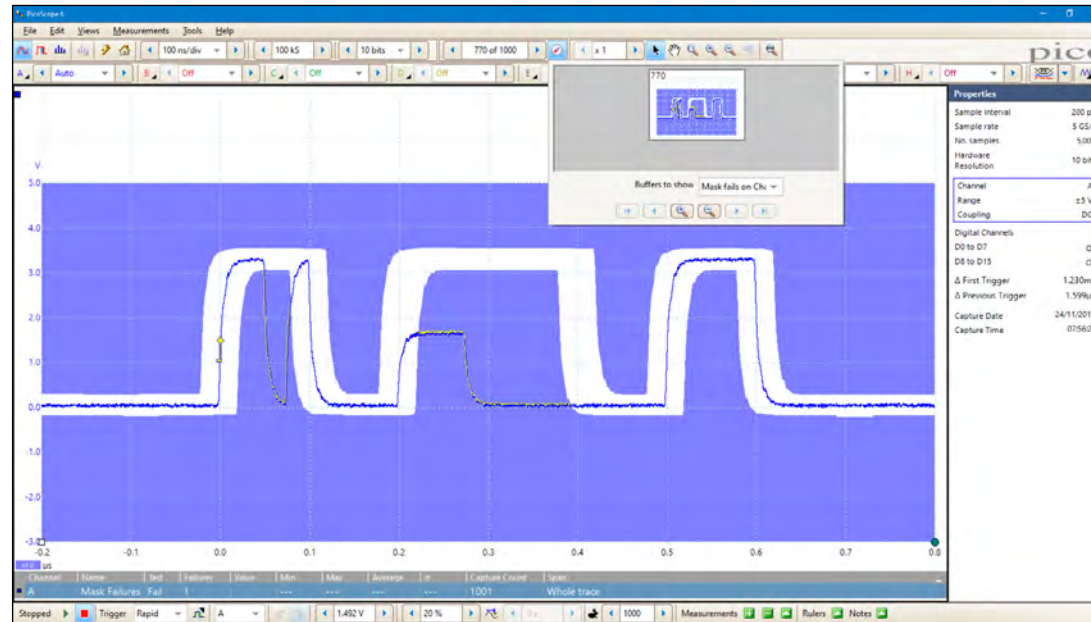 PicoScope 6
File Edit Views Measurements Tools Help
100 ns/div 100 kS 10 bits 770 of 1000 x 1
pico
A Auto B Off C Off D Off E Off H Off
770
Buffers to show Mask fails on Ch
Properties
Sample interval 200 p
Sample rate 5 GS/
No. samples 5,00
Hardware
Resolution 10 bit
Channel
Range ±5 V
Coupling DC
Digital Channels
D0 to D7
D8 to D15
Δ First Trigger 1.230m
Δ Previous Trigger 1.599µ
Capture Date 24/11/201
Capture Time 07:56:2
V
5.0
4.0
3.0
2.0
1.0
0.0
-1.0
-2.0
-3.0
-0.2 -0.1 0.0 0.1 0.2 0.3 0.4 0.5 0.6 0.7 0.8
x1.0 µs
Channel Name Test Failures Value Min Max Average σ Capture Count Span
A Mask Failures Fail 1 --- --- --- --- 1001 Whole trace
Stopped Trigger Rapid A 1.492 V 20 % 1000 Measurements Rulers Notes